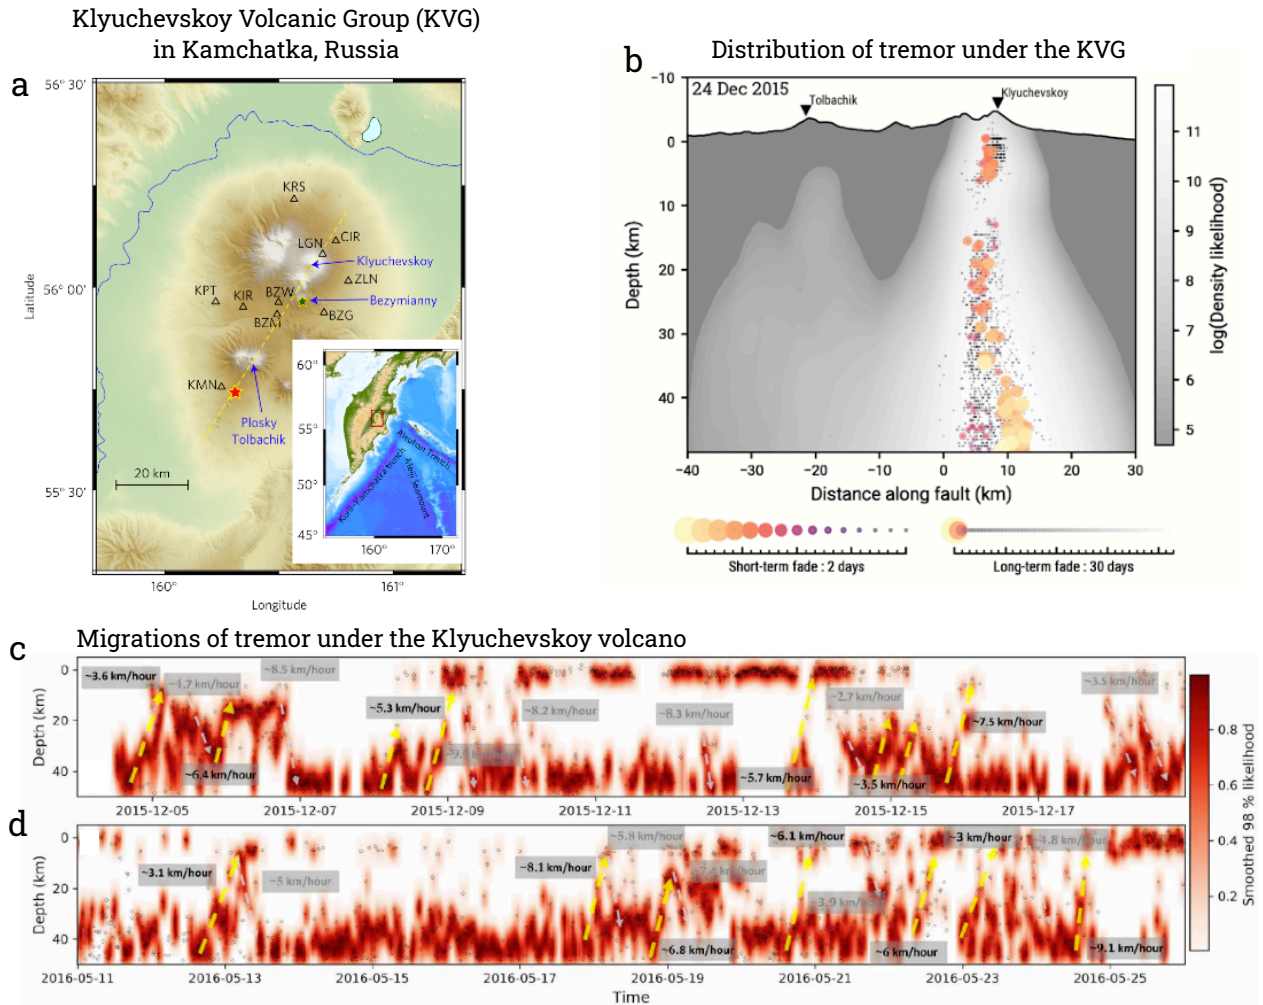 Klyuchevskoy Volcanic Group (KVG)
in Kamchatka, Russia
a
56° 30'
56° 00'
55° 30'
Latitude
160°
161°
Longitude
KRS
LGN
CIR
Klyuchevskoy
ZLN
KPT
KIR
BZW
Bezymianny
BZM
BZG
KMN
Plosky
Tolbachik
20 km
60°
55°
50°
45°
160°
170°
Aleutian Trench
Kuril-Kamchatka trench
b
Distribution of tremor under the KVG
24 Dec 2015
Tolbachik
Klyuchevskoy
−10
0
10
20
30
40
Depth (km)
−40
−30
−20
−10
0
10
20
30
Distance along fault (km)
11
10
9
8
7
6
5
log(Density likelihood)
Short-term fade : 2 days
Long-term fade : 30 days
Migrations of tremor under the Klyuchevskoy volcano
c
0
20
40
Depth (km)
~3.6 km/hour
~4.7 km/hour
~8.5 km/hour
~6.4 km/hour
~5.3 km/hour
~8.2 km/hour
~8.3 km/hour
~5.7 km/hour
~2.7 km/hour
~3.5 km/hour
~7.5 km/hour
~3.5 km/hour
2015-12-05
2015-12-07
2015-12-09
2015-12-11
2015-12-13
2015-12-15
2015-12-17
d
0
20
40
Depth (km)
~3.1 km/hour
~5 km/hour
~8.1 km/hour
~5.8 km/hour
~6.8 km/hour
~6.1 km/hour
~3.9 km/hour
~6 km/hour
~3 km/hour
~4.8 km/hour
~9.1 km/hour
2016-05-11
2016-05-13
2016-05-15
2016-05-17
2016-05-19
2016-05-21
2016-05-23
2016-05-25
Time
0.8
0.6
0.4
0.2
Smoothed 98 % likelihood